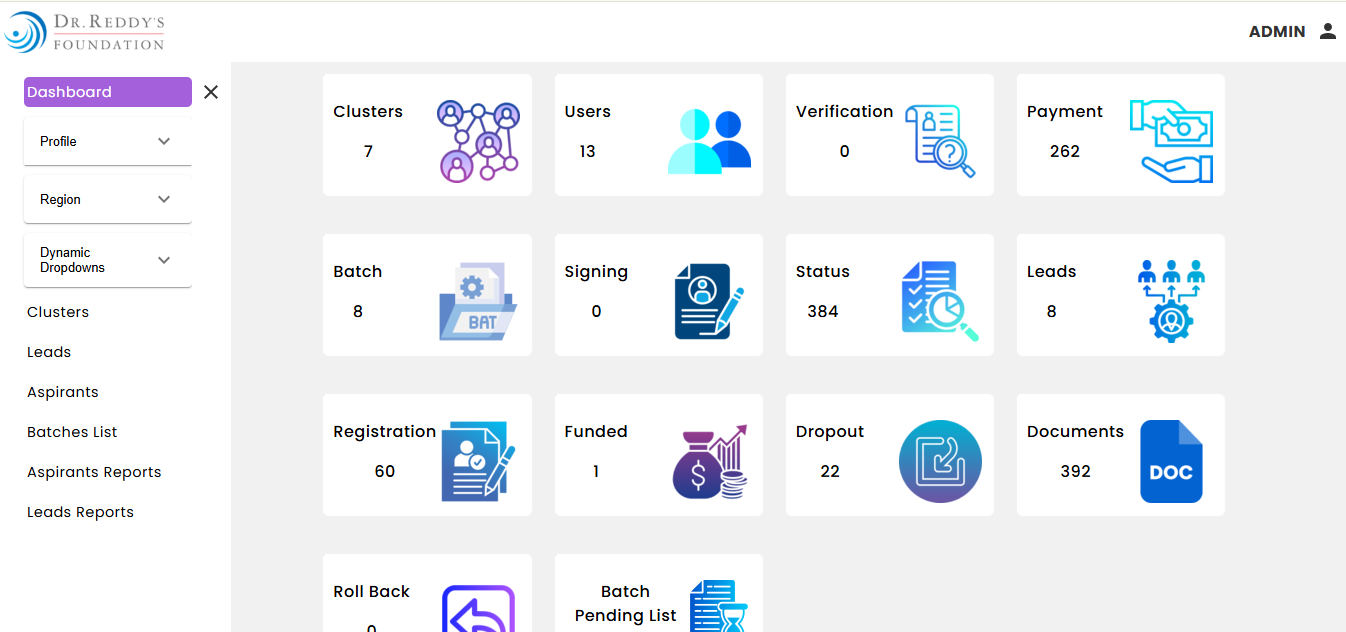 DR. REDDY'S
FOUNDATION
ADMIN
Dashboard
Profile
Region
Dynamic
Dropdowns
Clusters
Leads
Aspirants
Batches List
Aspirants Reports
Leads Reports
Clusters
7
Users
13
Verification
0
Payment
262
Batch
8
BAT
Signing
0
Status
384
Leads
8
Registration
60
Funded
1
$
Dropout
22
Documents
392
DOC
Roll Back
0
Batch
Pending List